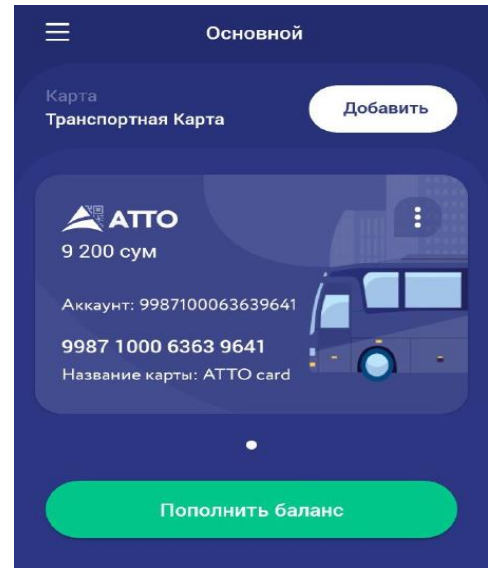 Основной
Карта
Транспортная Карта
Добавить
АТТО
9 200 сум
Аккаунт: 9987100063639641
9987 1000 6363 9641
Название карты: ATTO card
Пополнить баланс